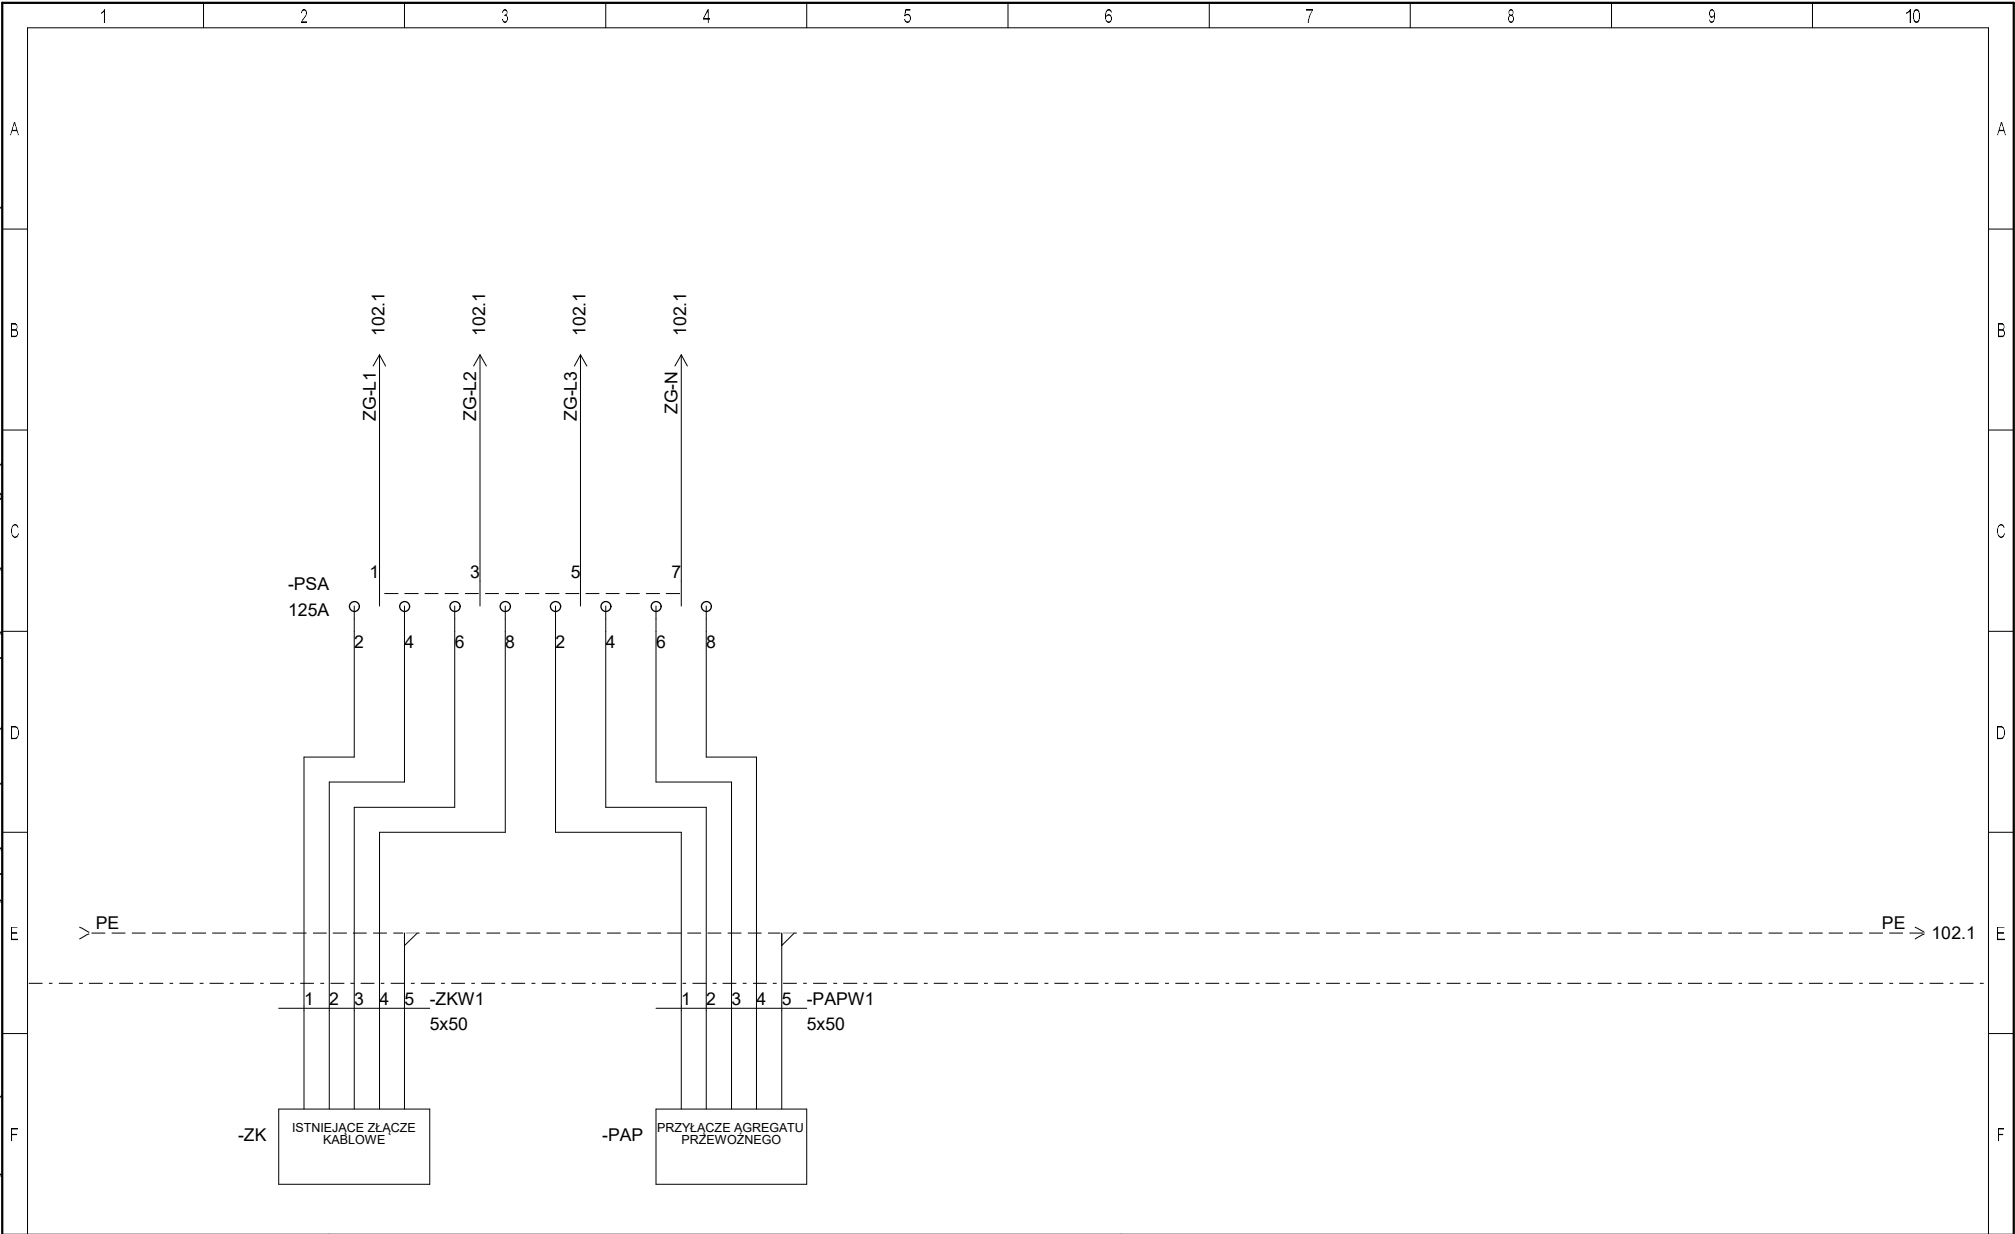 1 2 3 4 5 6 7 8 9 10
A A
102.1 102.1 102.1 102.1
B B
ZG-L1 ZG-L2 ZG-L3 ZG-N
C C
1 3 5 7
-PSA
125A
2 4 6 8 2 4 6 8
D D
PE PE
E 102.1 E
1 2 3 4 5 -ZKW1 1 2 3 4 5 -PAPW1
5x50 5x50
-ZK ISTNIEJĄCE ZŁĄCZE
KABLOWE
-PAP PRZYŁĄCZE AGREGATU
PRZEWOŹNEGO
F F